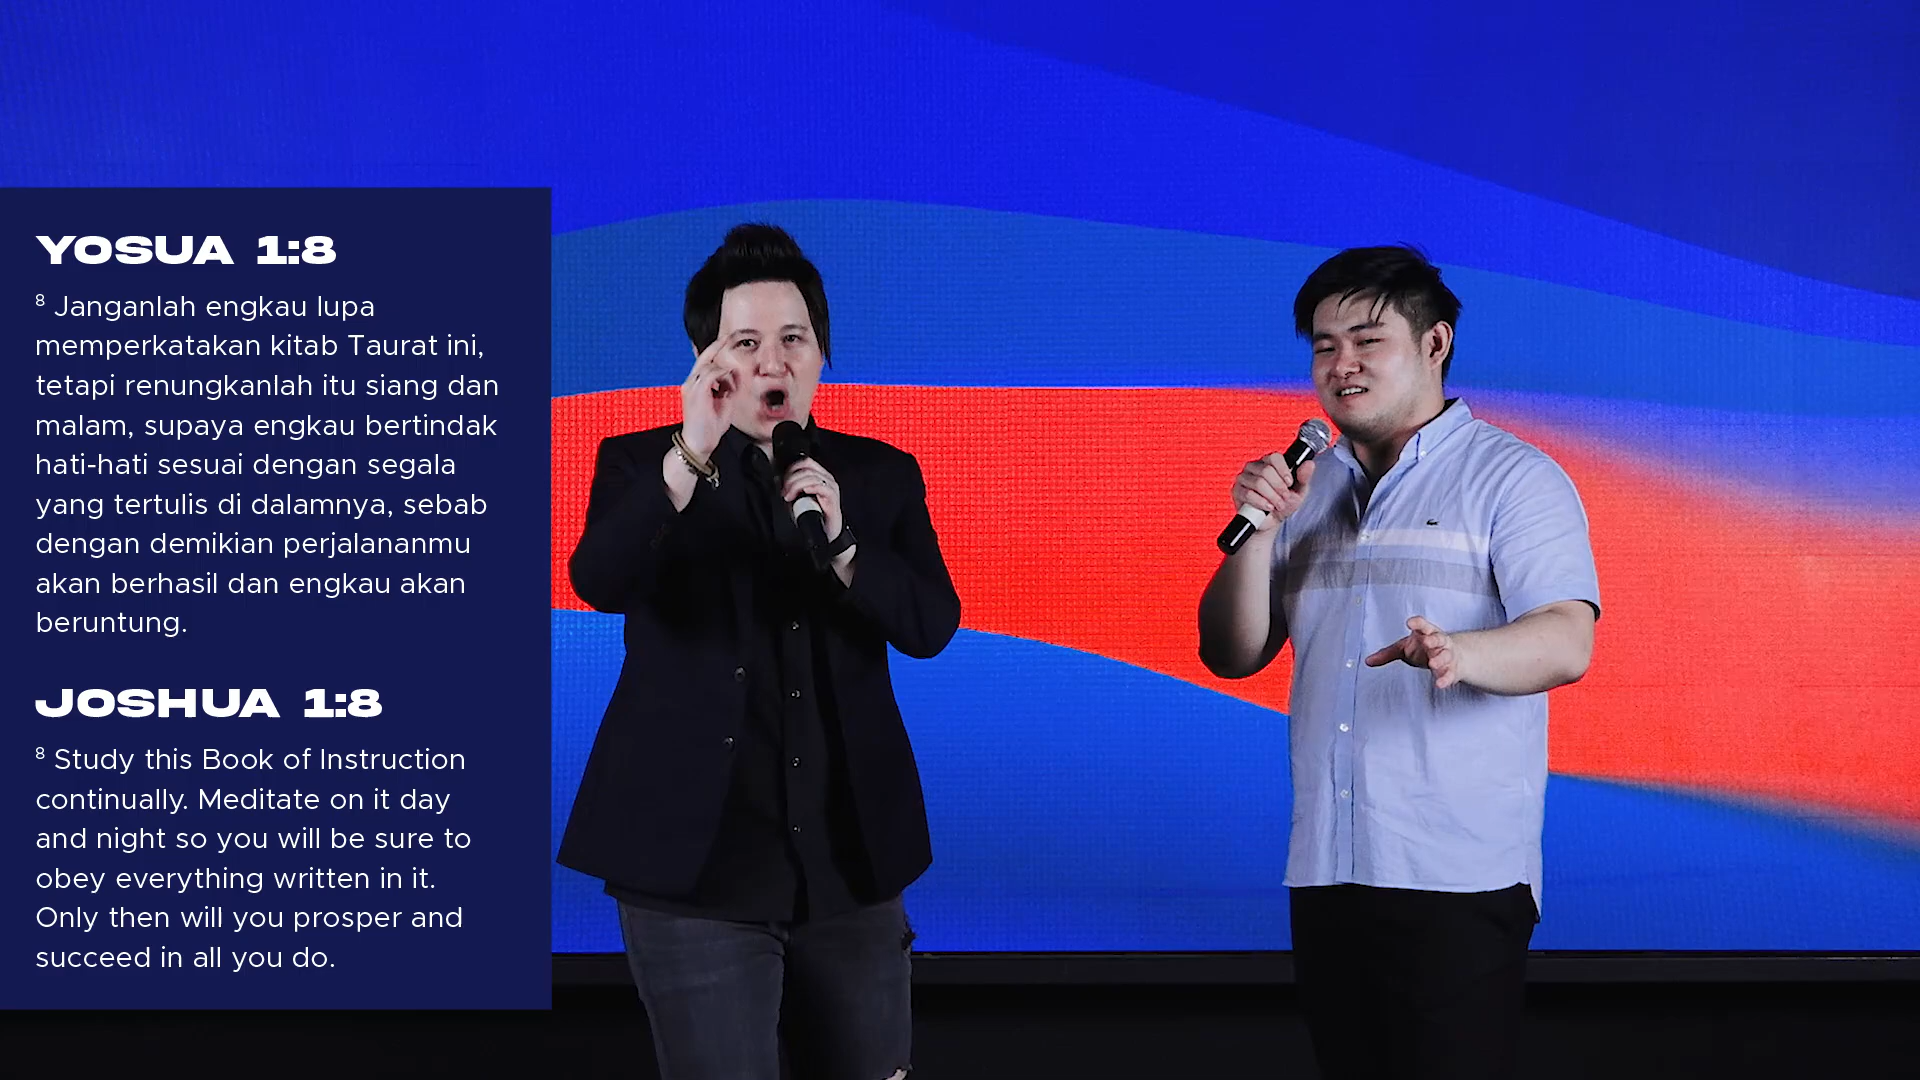 YOSUA 1:8
⁸ Janganlah engkau lupa
memperkatakan kitab Taurat ini,
tetapi renungkanlah itu siang dan
malam, supaya engkau bertindak
hati-hati sesuai dengan segala
yang tertulis di dalamnya, sebab
dengan demikian perjalananmu
akan berhasil dan engkau akan
beruntung.
JOSHUA 1:8
⁸ Study this Book of Instruction
continually. Meditate on it day
and night so you will be sure to
obey everything written in it.
Only then will you prosper and
succeed in all you do.